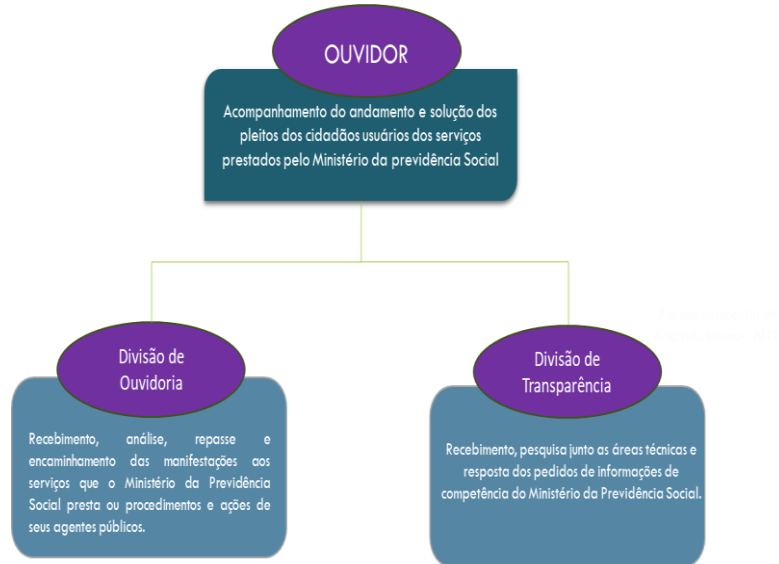 OUVIDOR
Acompanhamento do andamento e solução dos
pleitos dos cidadãos usuários dos serviços
prestados pelo Ministério da previdência Social
Divisão de
Ouvidoria
Recebimento, análise, repasse e
encaminhamento das manifestações aos
serviços que o Ministério da Previdência
Social presta ou procedimentos e ações de
seus agentes públicos.
Divisão de
Transparência
Recebimento, pesquisa junto as áreas técnicas e
resposta dos pedidos de informações de
competência do Ministério da Previdência Social.